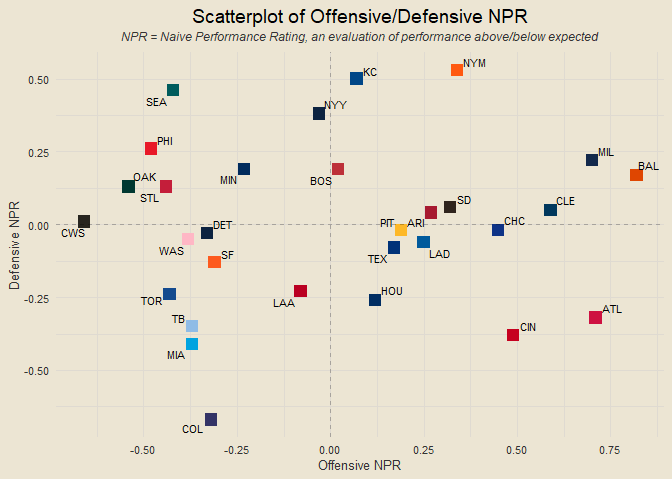 Scatterplot of Offensive/Defensive NPR
NPR = Naive Performance Rating, an evaluation of performance above/below expected
NYM
KC
0.50
SEA
NYY
PHI
MIL
0.25
BAL
OAK
MIN
BOS
STL
SD
CLE
CWS
0.00
DET
PIT
ARI
CHC
WAS
SF
LAD
TEX
Defensive NPR
TOR
LAA
HOU
-0.25
TB
ATL
CIN
MIA
-0.50
COL
-0.50
-0.25
0.00
0.25
0.50
0.75
Offensive NPR